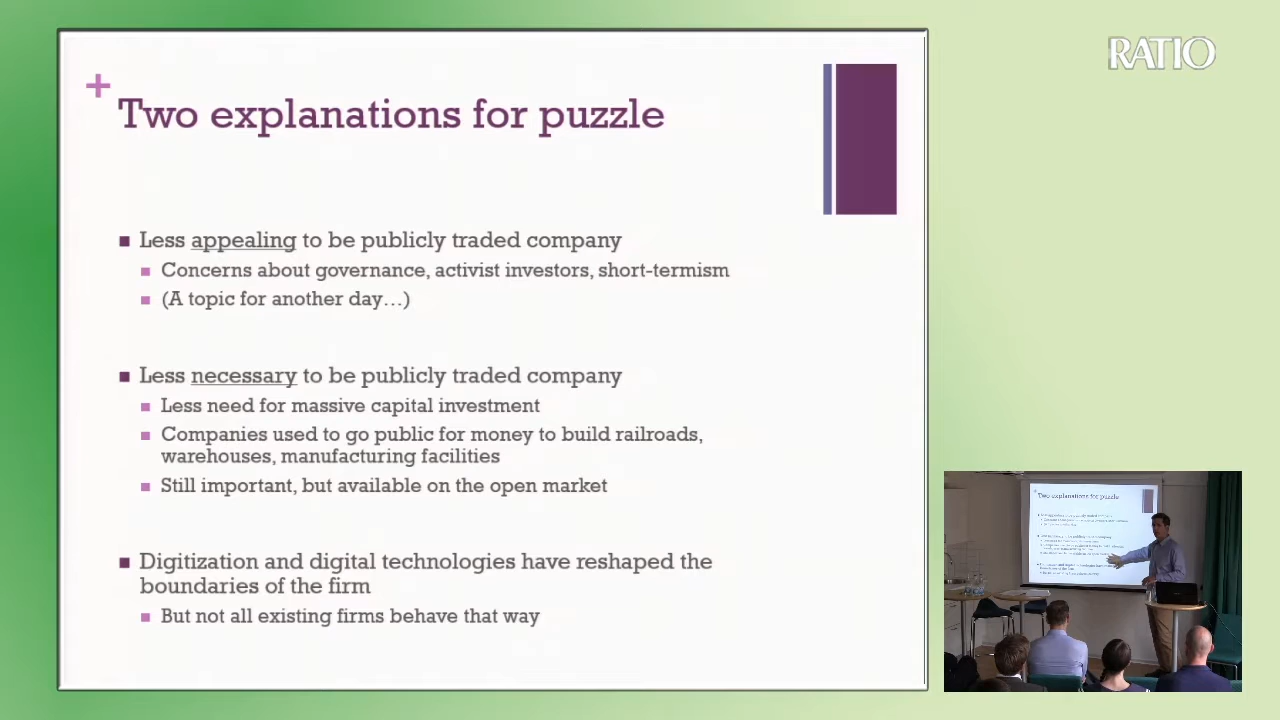 RATIO
+
Two explanations for puzzle
Less appealing to be publicly traded company
Concerns about governance, activist investors, short-termism
(A topic for another day…)
Less necessary to be publicly traded company
Less need for massive capital investment
Companies used to go public for money to build railroads,
warehouses, manufacturing facilities
Still important, but available on the open market
Digitization and digital technologies have reshaped the
boundaries of the firm
But not all existing firms behave that way
Two explanations for puzzle